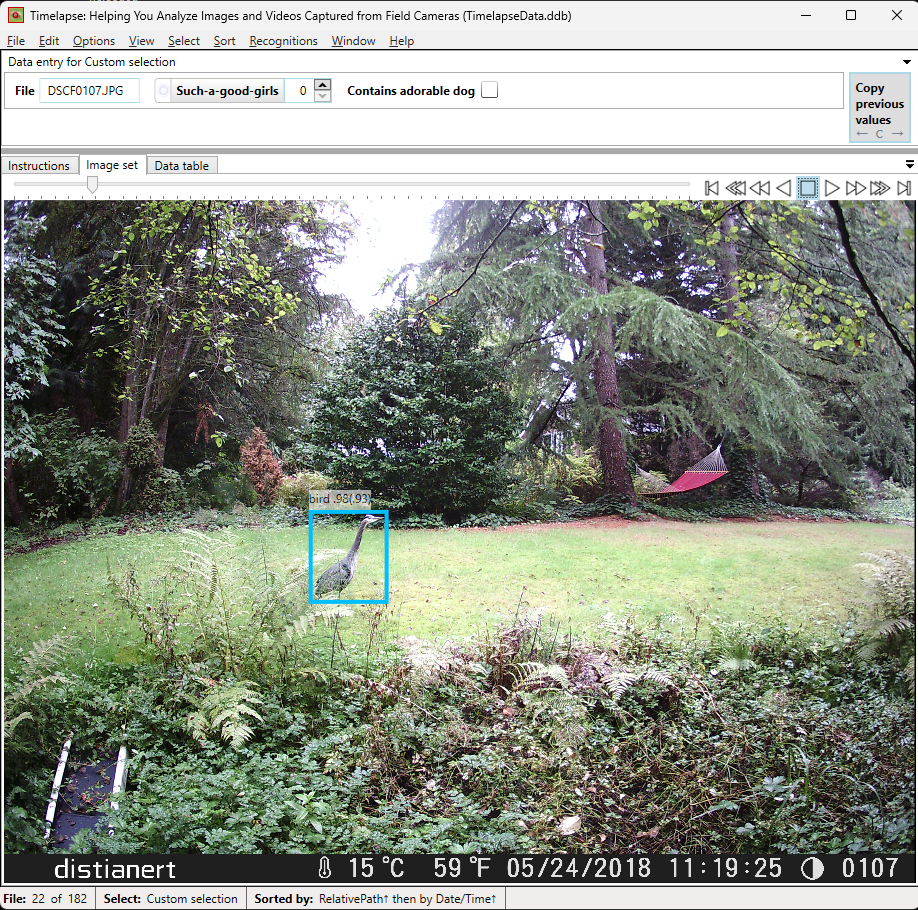 Timelapse: Helping You Analyze Images and Videos Captured from Field Cameras (TimelapseData.ddb)
File Edit Options View Select Sort Recognitions Window Help
Data entry for Custom selection
File DSCF0107.JPG Such-a-good-girls 0 Contains adorable dog
Copy
previous
values
← C →
Instructions Image set Data table
bird .98(.93)
distianert 15°C 59°F 05/24/2018 11:19:25 0107
File: 22 of 182 Select: Custom selection Sorted by: RelativePath↑ then by Date/Time↑